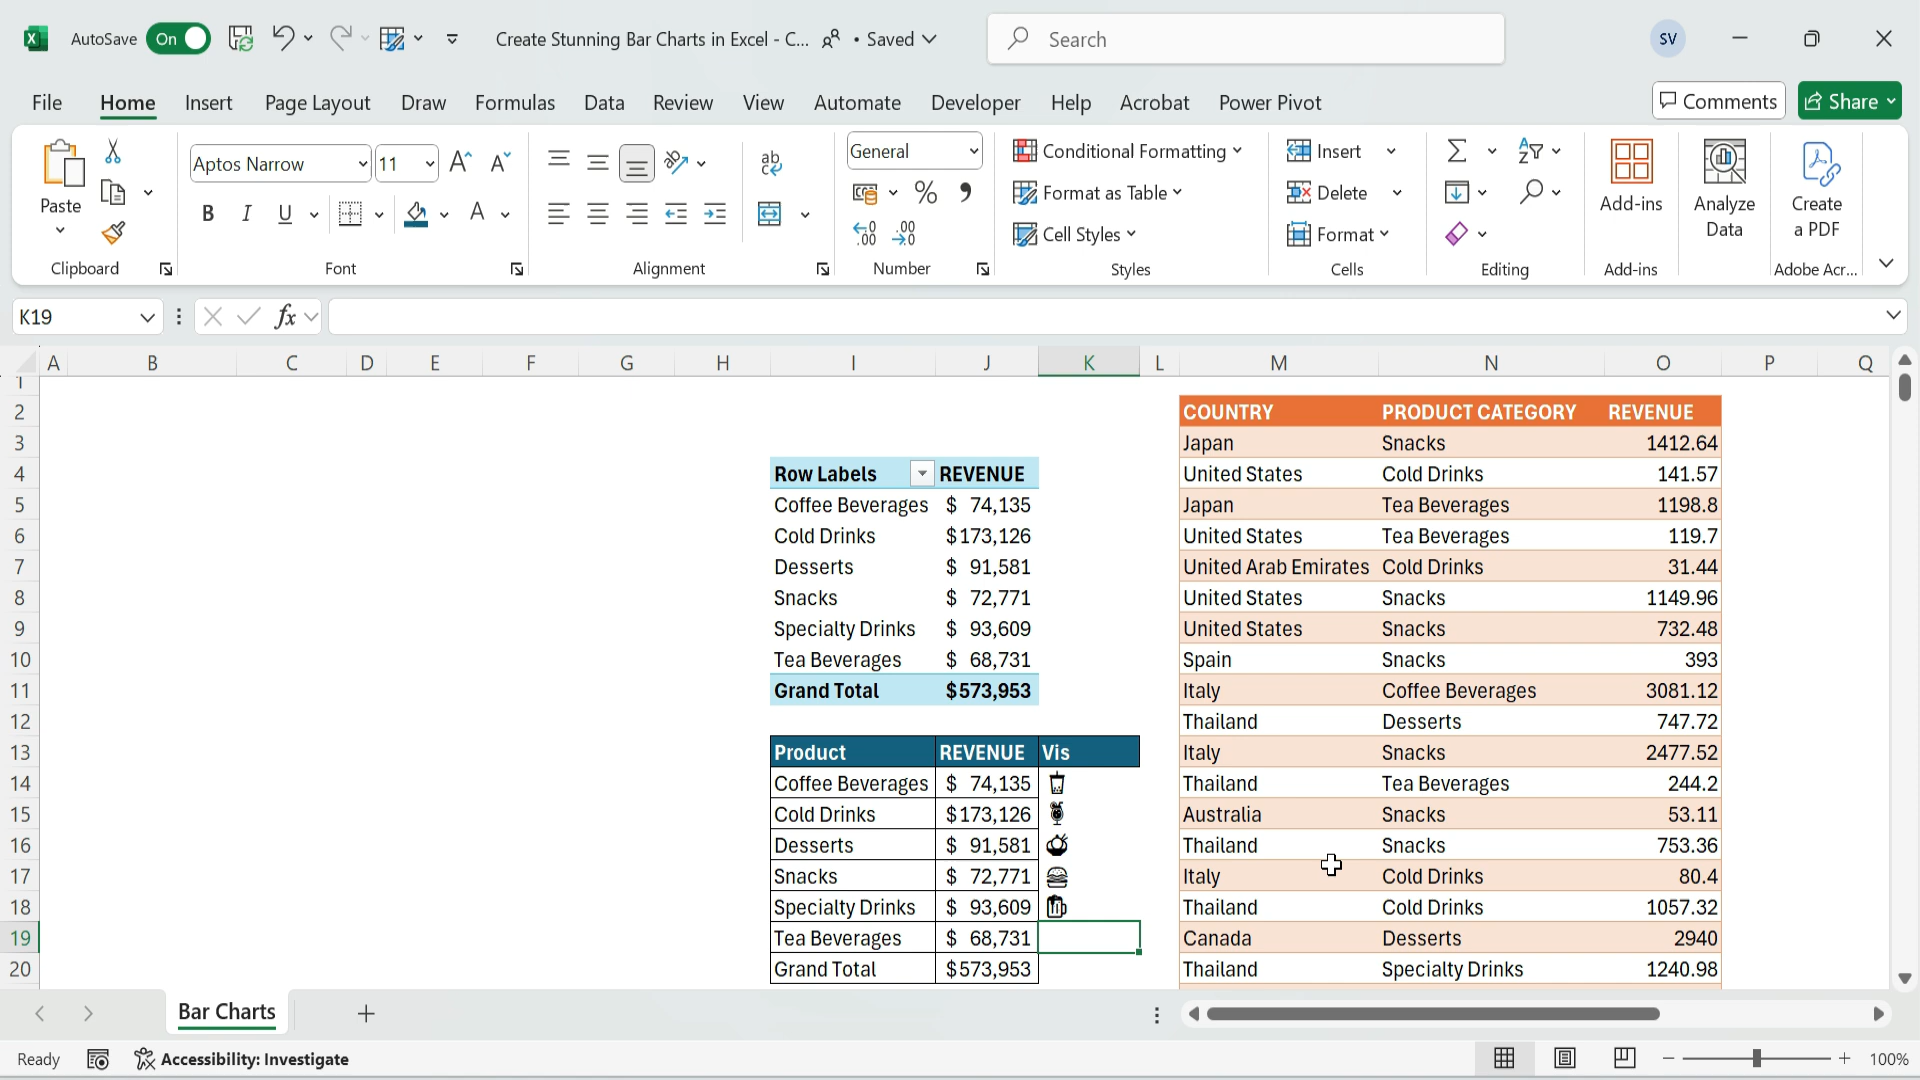 AutoSave On Create Stunning Bar Charts in Excel - C... • Saved Search SV
File Home Insert Page Layout Draw Formulas Data Review View Automate Developer Help Acrobat Power Pivot Comments Share
Paste Aptos Narrow 11 General Conditional Formatting Insert Add-ins Analyze Data Create a PDF
B I U A % Format as Table Delete
Cell Styles Format
Clipboard Font Alignment Number Styles Cells Editing Add-ins Adobe Acr...
K19 fx
A B C D E F G H I J K L M N O P Q
1
2 COUNTRY PRODUCT CATEGORY REVENUE
3 Japan Snacks 1412.64
4 Row Labels REVENUE United States Cold Drinks 141.57
5 Coffee Beverages $ 74,135 Japan Tea Beverages 1198.8
6 Cold Drinks $173,126 United States Tea Beverages 119.7
7 Desserts $ 91,581 United Arab Emirates Cold Drinks 31.44
8 Snacks $ 72,771 United States Snacks 1149.96
9 Specialty Drinks $ 93,609 United States Snacks 732.48
10 Tea Beverages $ 68,731 Spain Snacks 393
11 Grand Total $573,953 Italy Coffee Beverages 3081.12
12 Thailand Desserts 747.72
13 Product REVENUE Vis Italy Snacks 2477.52
14 Coffee Beverages $ 74,135 Thailand Tea Beverages 244.2
15 Cold Drinks $173,126 Australia Snacks 53.11
16 Desserts $ 91,581 Thailand Snacks 753.36
17 Snacks $ 72,771 Italy Cold Drinks 80.4
18 Specialty Drinks $ 93,609 Thailand Cold Drinks 1057.32
19 Tea Beverages $ 68,731 Canada Desserts 2940
20 Grand Total $573,953 Thailand Specialty Drinks 1240.98
Bar Charts
Ready Accessibility: Investigate 100%